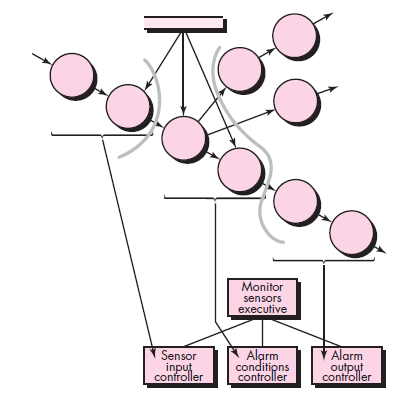 Monitor
sensors
executive
Sensor
input
controller
Alarm
conditions
controller
Alarm
output
controller